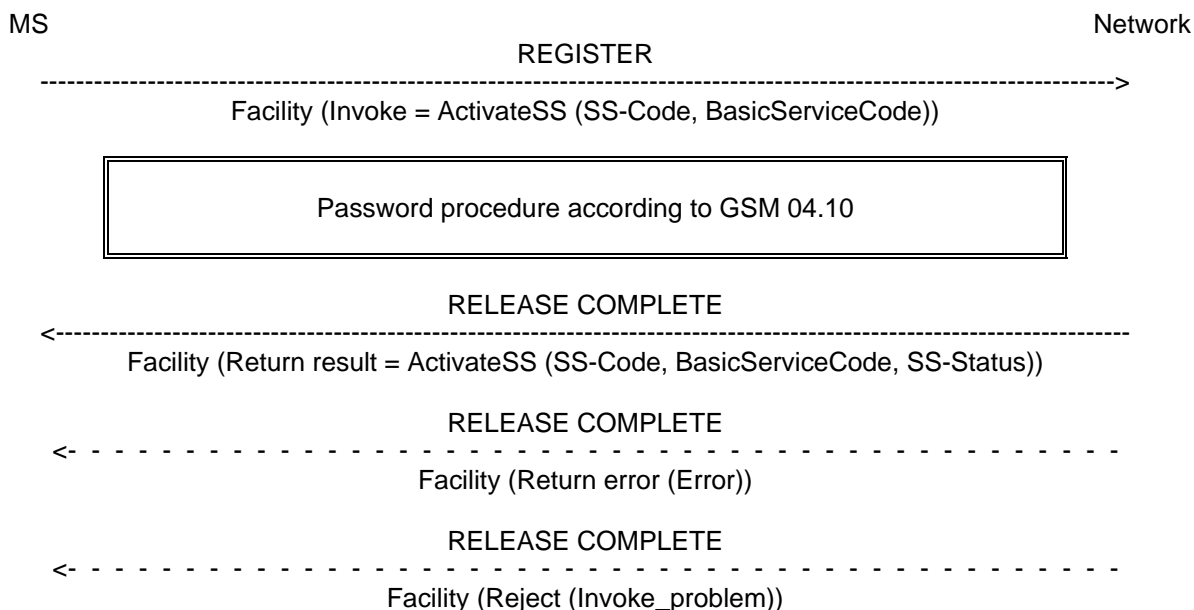 MS Network
REGISTER
Facility (Invoke = ActivateSS (SS-Code, BasicServiceCode))
Password procedure according to GSM 04.10
RELEASE COMPLETE
Facility (Return result = ActivateSS (SS-Code, BasicServiceCode, SS-Status))
RELEASE COMPLETE
Facility (Return error (Error))
RELEASE COMPLETE
Facility (Reject (Invoke_problem))